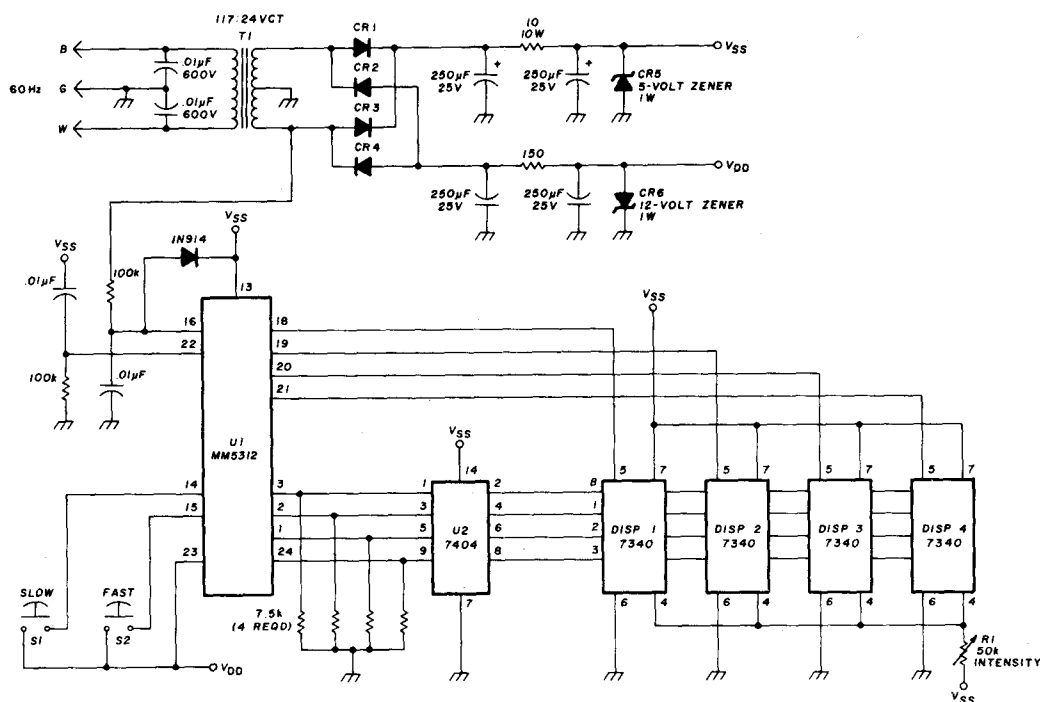 117:24VCT
T1
60Hz
B
G
W
.01µF
600V
.01µF
600V
CR1
CR2
CR3
CR4
250µF
25V
+
10
10W
250µF
25V
+
CR5
5-VOLT ZENER
1W
VSS
250µF
25V
150
250µF
25V
CR6
12-VOLT ZENER
1W
VDD
VSS
.01µF
100k
100k
.01µF
1N914
VSS
13
16
22
14
15
23
U1
MM5312
18
19
20
21
3
2
1
24
SLOW
S1
FAST
S2
VDD
7.5k
(4 REQD)
VSS
14
1
3
5
9
U2
7404
2
4
6
8
7
VSS
8
1
2
3
5
7
DISP 1
7340
6
4
5
7
DISP 2
7340
6
4
5
7
DISP 3
7340
6
4
5
7
DISP 4
7340
6
4
R1
50k
INTENSITY
VSS